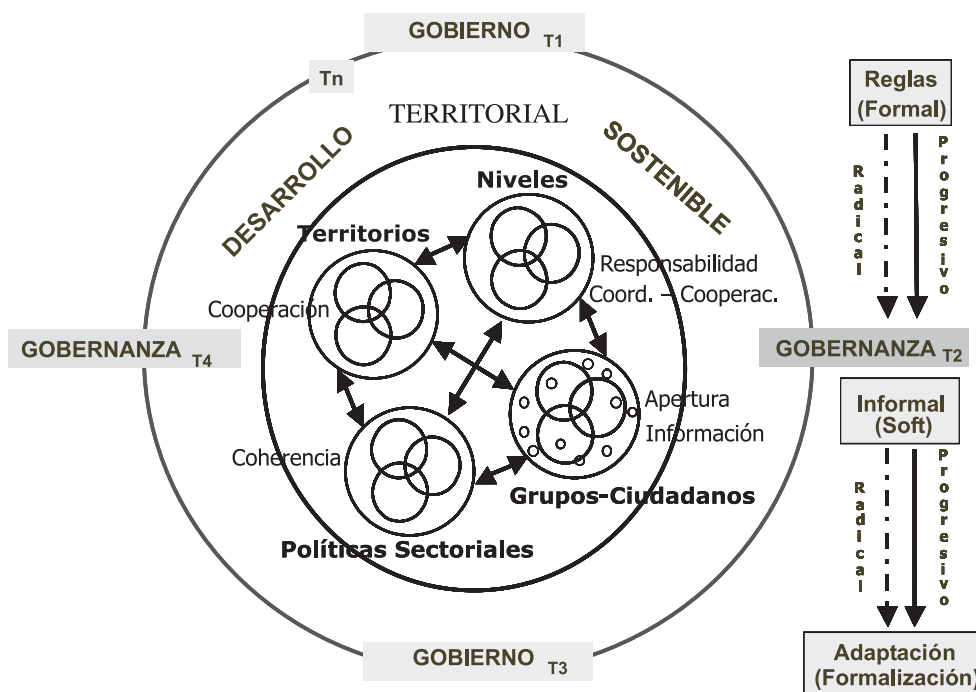 GOBIERNO T1
Tn
TERRITORIAL
DESARROLLO
SOSTENIBLE
Niveles
Territorios
Responsabilidad
Coord. – Cooperac.
Cooperación
GOBERNANZA T4
GOBERNANZA T2
Apertura
Información
Coherencia
Grupos-Ciudadanos
Políticas Sectoriales
GOBIERNO T3
Reglas
(Formal)
Radical
Progresivo
Informal
(Soft)
Radical
Progresivo
Adaptación
(Formalización)